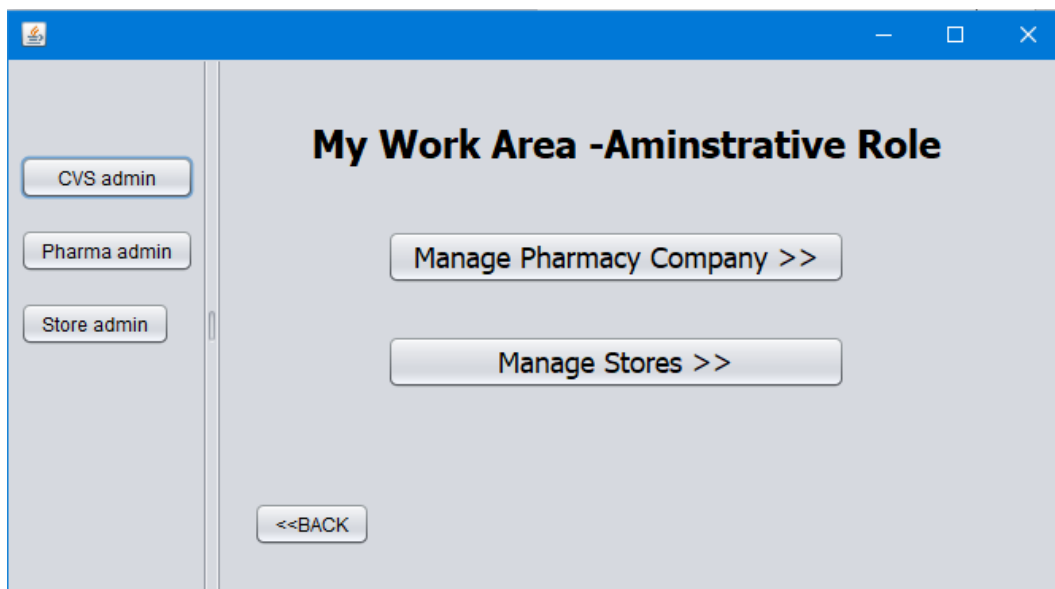 CVS admin
Pharma admin
Store admin
My Work Area -Aminstrative Role
Manage Pharmacy Company >>
Manage Stores >>
<<BACK